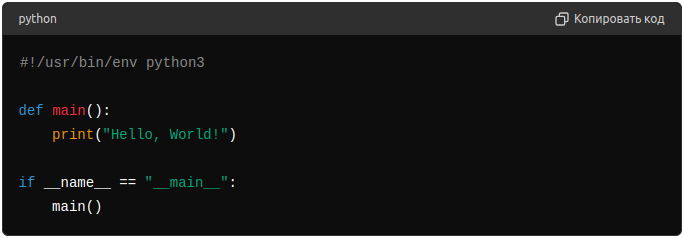 python
Копировать код
#!/usr/bin/env python3
def main():
    print("Hello, World!")
if __name__ == "__main__":
    main()